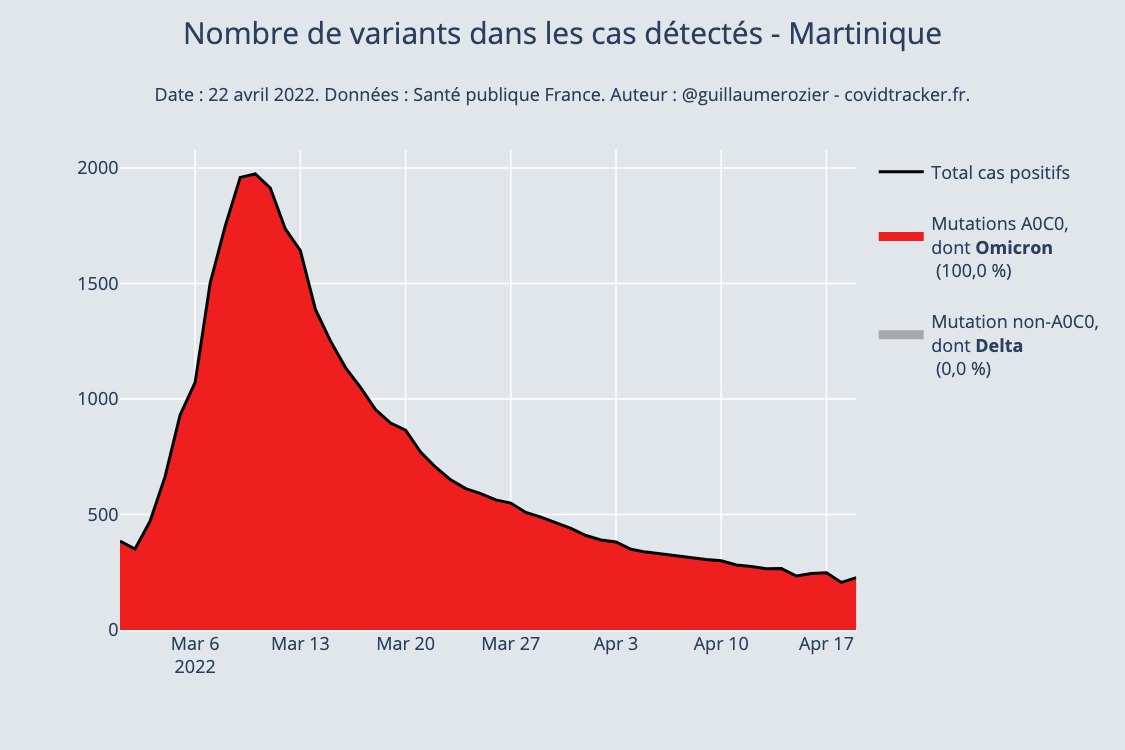 Nombre de variants dans les cas détectés - Martinique
Date : 22 avril 2022. Données : Santé publique France. Auteur : @guillaumerozier - covidtracker.fr.
2000
1500
1000
500
0
Mar 6
2022
Mar 13
Mar 20
Mar 27
Apr 3
Apr 10
Apr 17
Total cas positifs
Mutations A0C0,
dont Omicron
(100,0 %)
Mutation non-A0C0,
dont Delta
(0,0 %)